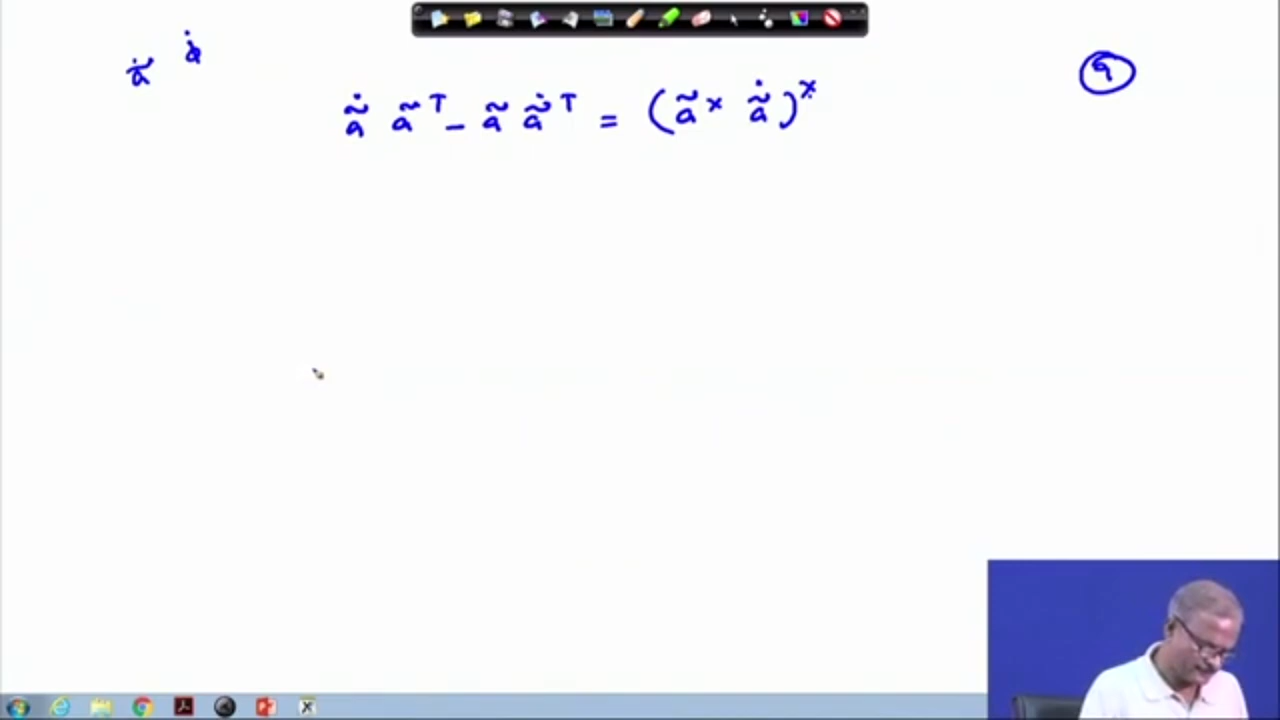 ȧ̃ ϕ̇
ȧ̃ ã ᵀ – ã ȧ̃ ᵀ = (ã ˣ ȧ̃)ˣ
9